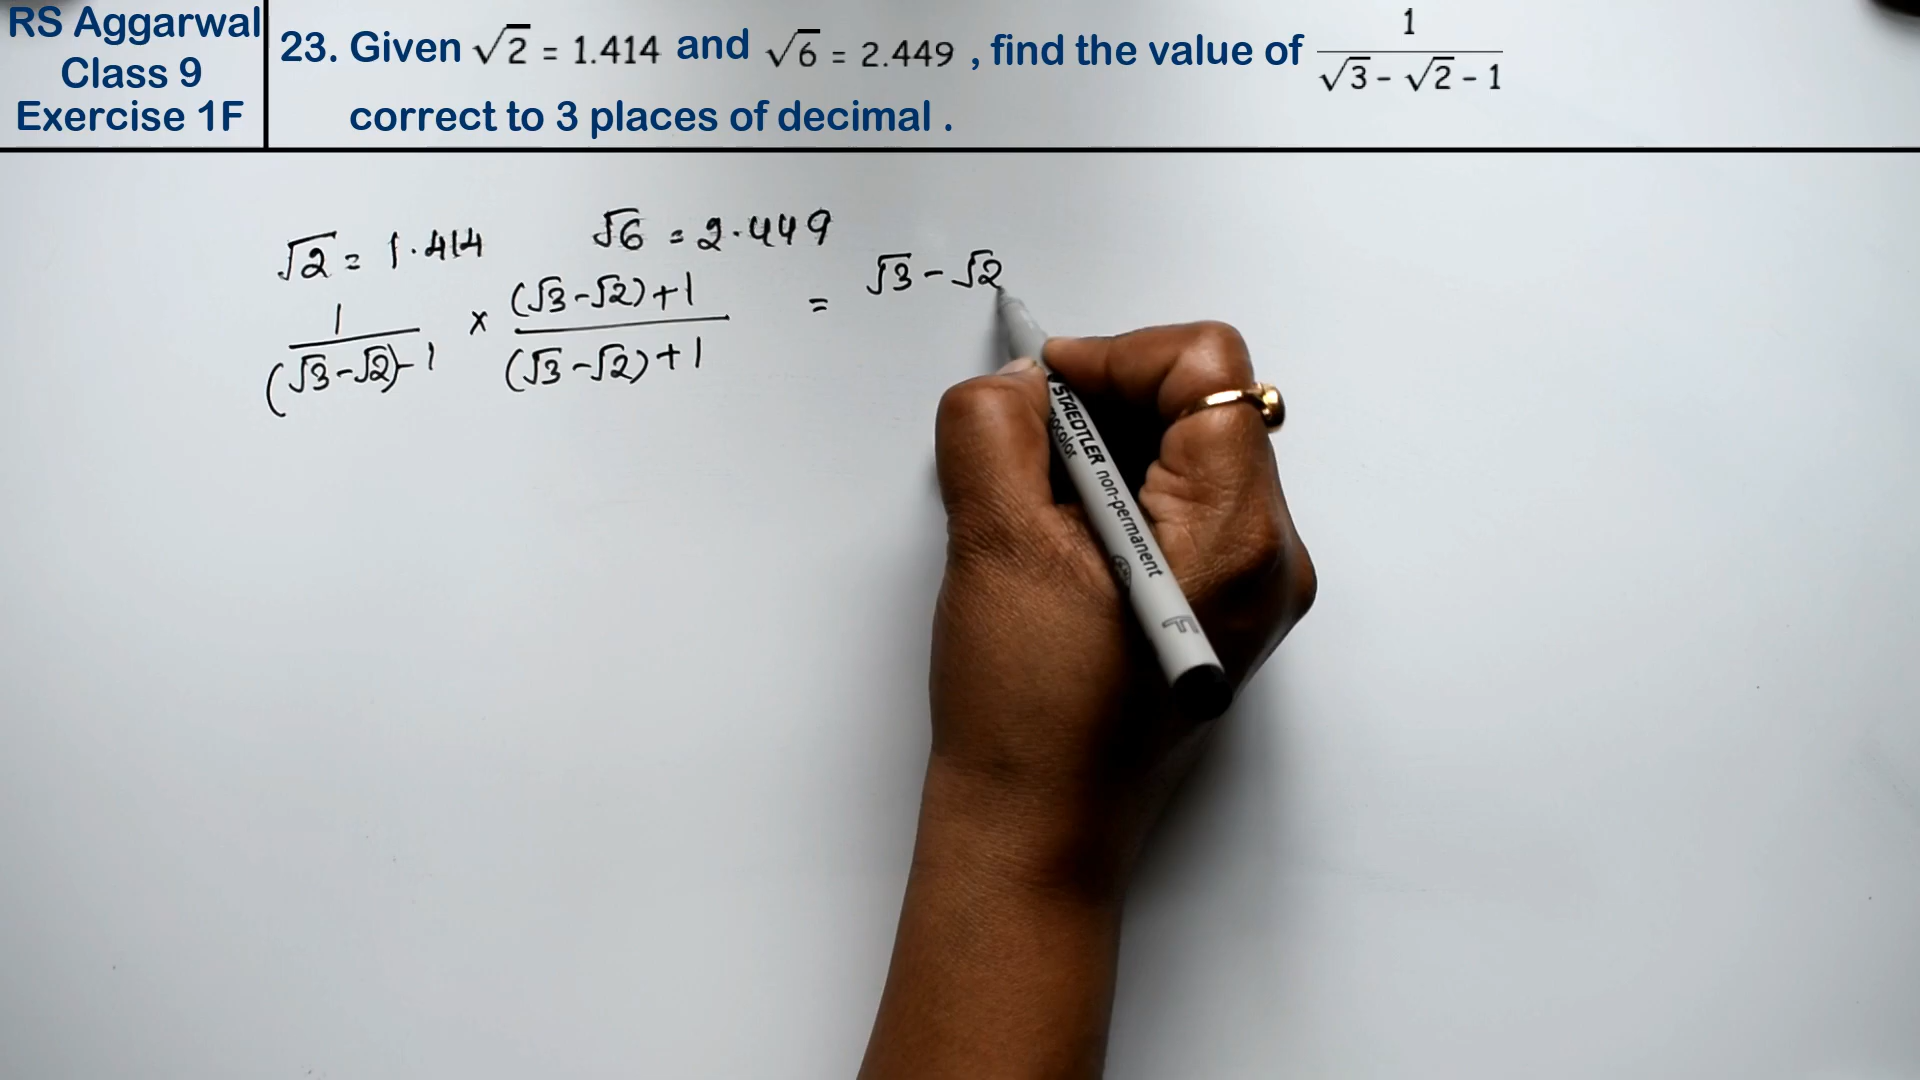 RS Aggarwal
Class 9
Exercise 1F
23. Given √2 = 1.414 and √6 = 2.449 , find the value of 1/(√3 - √2 - 1)
correct to 3 places of decimal .
√2 = 1.414 √6 = 2.449
1/((√3-√2)-1) × ((√3-√2)+1)/((√3-√2)+1) = √3 - √2
STAEDTLER non-permanent
F